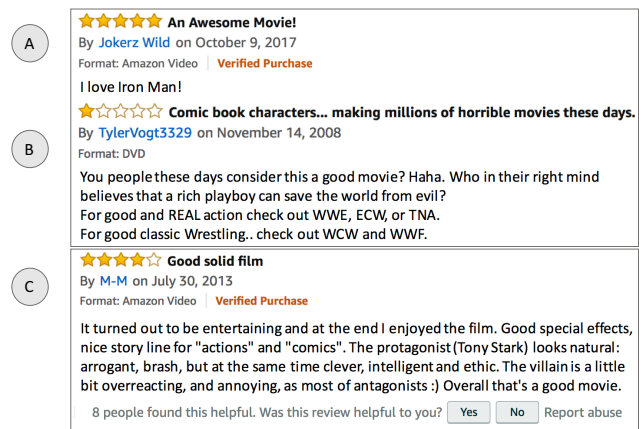 A
An Awesome Movie!
By Jokerz Wild on October 9, 2017
Format: Amazon Video | Verified Purchase
I love Iron Man!
B
Comic book characters... making millions of horrible movies these days.
By TylerVogt3329 on November 14, 2008
Format: DVD
You people these days consider this a good movie? Haha. Who in their right mind
believes that a rich playboy can save the world from evil?
For good and REAL action check out WWE, ECW, or TNA.
For good classic Wrestling.. check out WCW and WWF.
C
Good solid film
By M-M on July 30, 2013
Format: Amazon Video | Verified Purchase
It turned out to be entertaining and at the end I enjoyed the film. Good special effects,
nice story line for "actions" and "comics". The protagonist (Tony Stark) looks natural:
arrogant, brash, but at the same time clever, intelligent and ethic. The villain is a little
bit overreacting, and annoying, as most of antagonists :) Overall that's a good movie.
8 people found this helpful. Was this review helpful to you? Yes No Report abuse